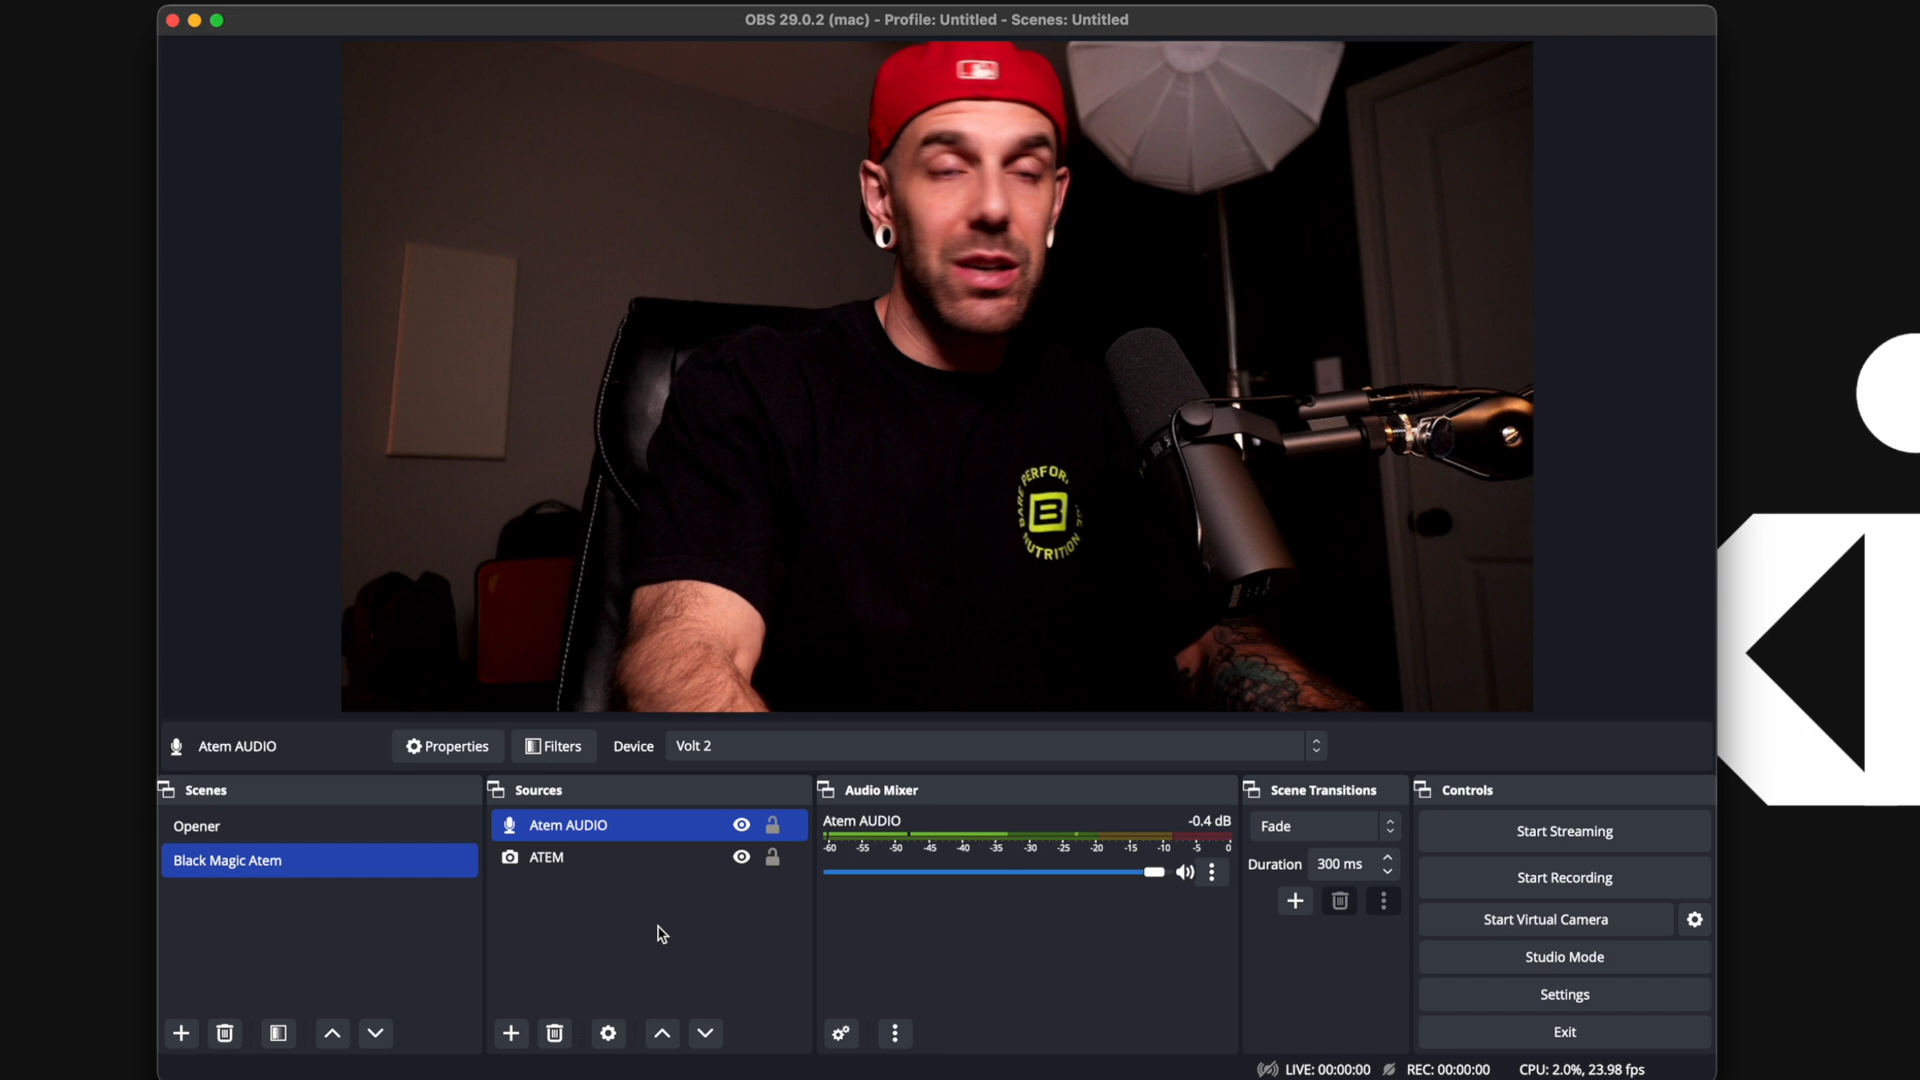 OBS 29.0.2 (mac) - Profile: Untitled - Scenes: Untitled
BARE PERFOR
NUTRITION
B
Atem AUDIO
Properties
Filters
Device
Volt 2
Scenes
Opener
Black Magic Atem
Sources
Atem AUDIO
ATEM
Audio Mixer
Atem AUDIO -0.4 dB
-60 -55 -50 -45 -40 -35 -30 -25 -20 -15 -10 -5 0
Scene Transitions
Fade
Duration 300 ms
Controls
Start Streaming
Start Recording
Start Virtual Camera
Studio Mode
Settings
Exit
LIVE: 00:00:00 REC: 00:00:00 CPU: 2.0%, 23.98 fps